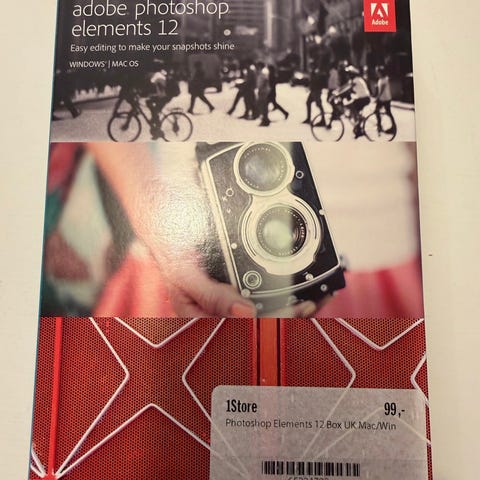 adobe® photoshop®
elements 12
Adobe
Easy editing to make your snapshots shine
WINDOWS® | MAC OS
1Store 99,-
Photoshop Elements 12 Box UK Mac/Win